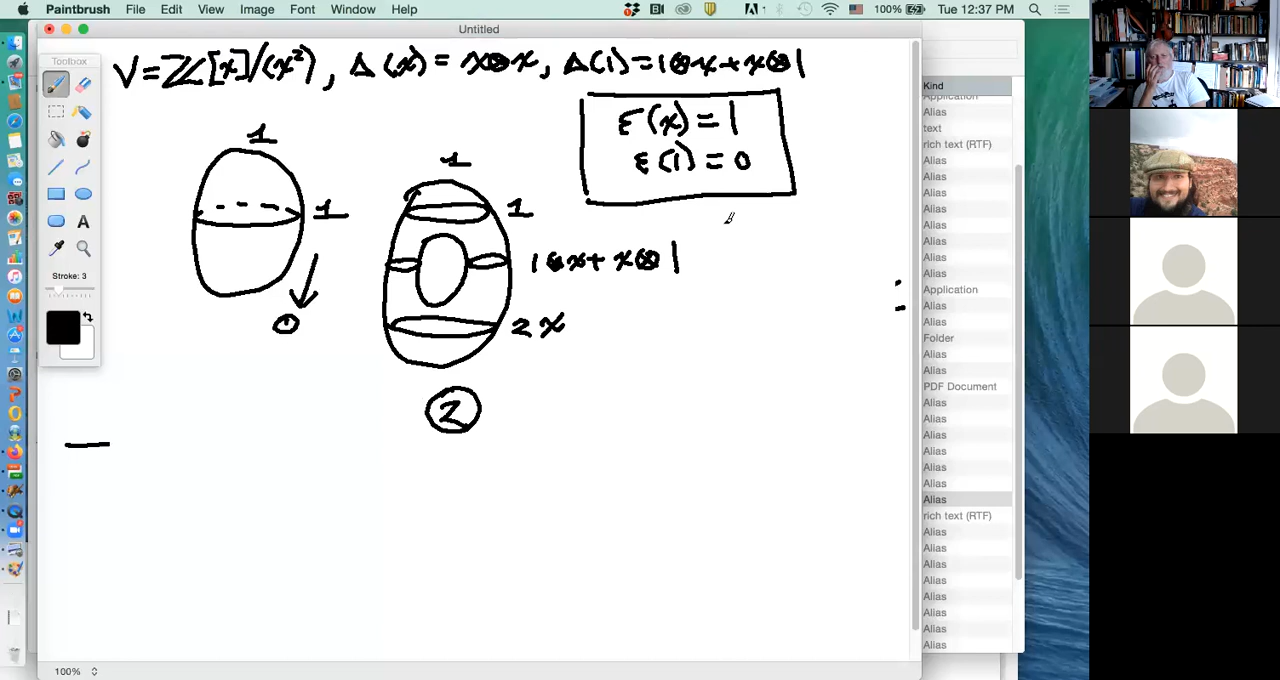 Paintbrush File Edit View Image Font Window Help
1 100% Tue 12:37 PM
Untitled
Toolbox
A
Stroke: 3
V=ℤ[x]/(x²), Δ(x)=x⊗x, Δ(1)=1⊗x+x⊗1
ε(x)=1
ε(1)=0
1
1
0
1
1
1⊗x+x⊗1
2x
2
100%
Kind
Application
Alias
text
rich text (RTF)
Alias
Alias
Alias
Alias
Alias
Alias
Alias
Alias
Application
Alias
Alias
Folder
Alias
Alias
PDF Document
Alias
Alias
Alias
Alias
Alias
Alias
Alias
rich text (RTF)
Alias
Alias
Alias
Alias
Alias
Alias
Alias
Alias